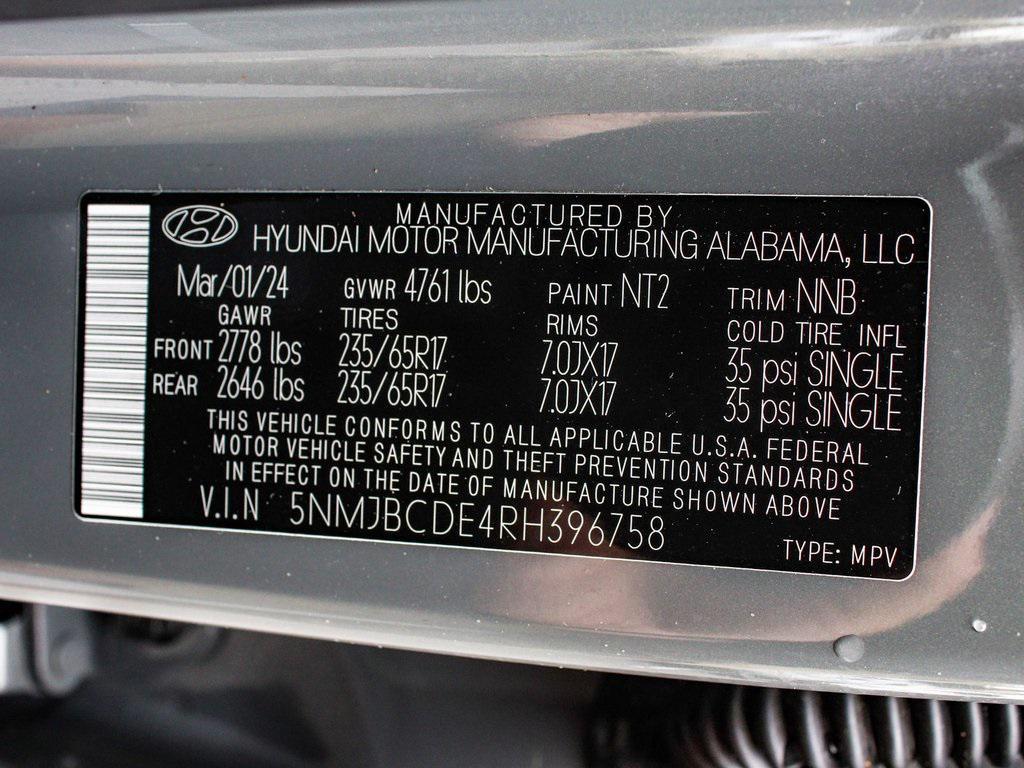 MANUFACTURED BY
HYUNDAI MOTOR MANUFACTURING ALABAMA, LLC
Mar/01/24 GVWR 4761 lbs PAINT NT2 TRIM NNB
GAWR TIRES RIMS COLD TIRE INFL
FRONT 2778 lbs 235/65R17 7.0JX17 35 psi SINGLE
REAR 2646 lbs 235/65R17 7.0JX17 35 psi SINGLE
THIS VEHICLE CONFORMS TO ALL APPLICABLE U.S.A. FEDERAL
MOTOR VEHICLE SAFETY AND THEFT PREVENTION STANDARDS
IN EFFECT ON THE DATE OF MANUFACTURE SHOWN ABOVE
V.I.N 5NMJBCDE4RH396758
TYPE: MPV